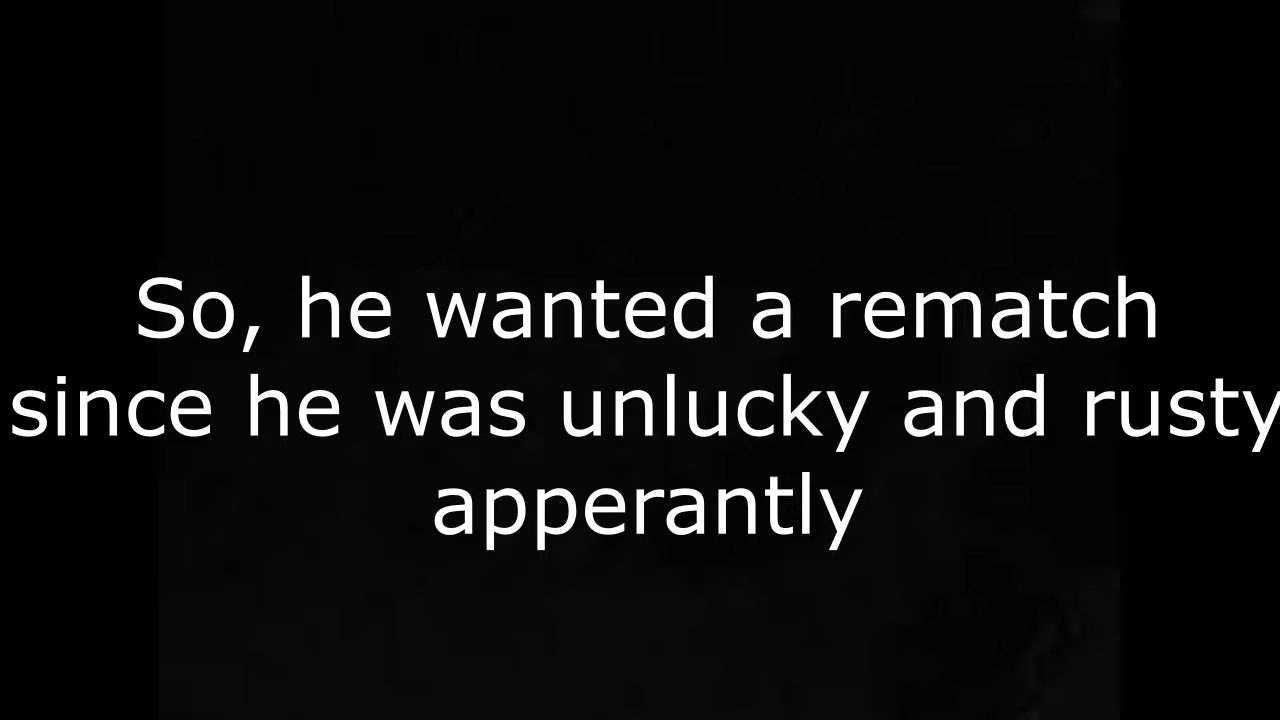 So, he wanted a rematch
since he was unlucky and rusty
apperantly